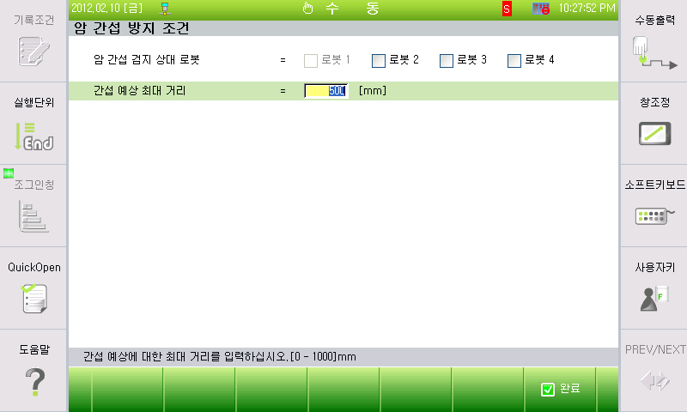 2012.02.10 [금] 수 동 S 10:27:52 PM
암 간섭 방지 조건
암 간섭 검지 상대 로봇 = 로봇 1 로봇 2 로봇 3 로봇 4
간섭 예상 최대 거리 = 500 [mm]
간섭 예상에 대한 최대 거리를 입력하십시오.[0 - 1000]mm
완료
기록조건
실행단위
End
조그인칭
QuickOpen
도움말
?
수동출력
창조정
소프트키보드
사용자키
F
PREV/NEXT